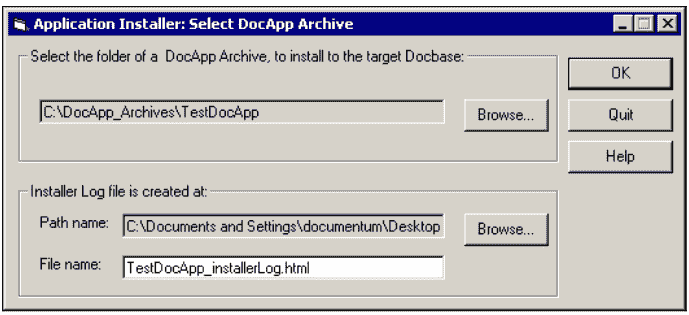 Application Installer: Select DocApp Archive
Select the folder of a DocApp Archive, to install to the target Docbase:
C:\DocApp_Archives\TestDocApp
Browse...
OK
Quit
Help
Installer Log file is created at:
Path name: C:\Documents and Settings\documentum\Desktop
Browse...
File name: TestDocApp_installerLog.html